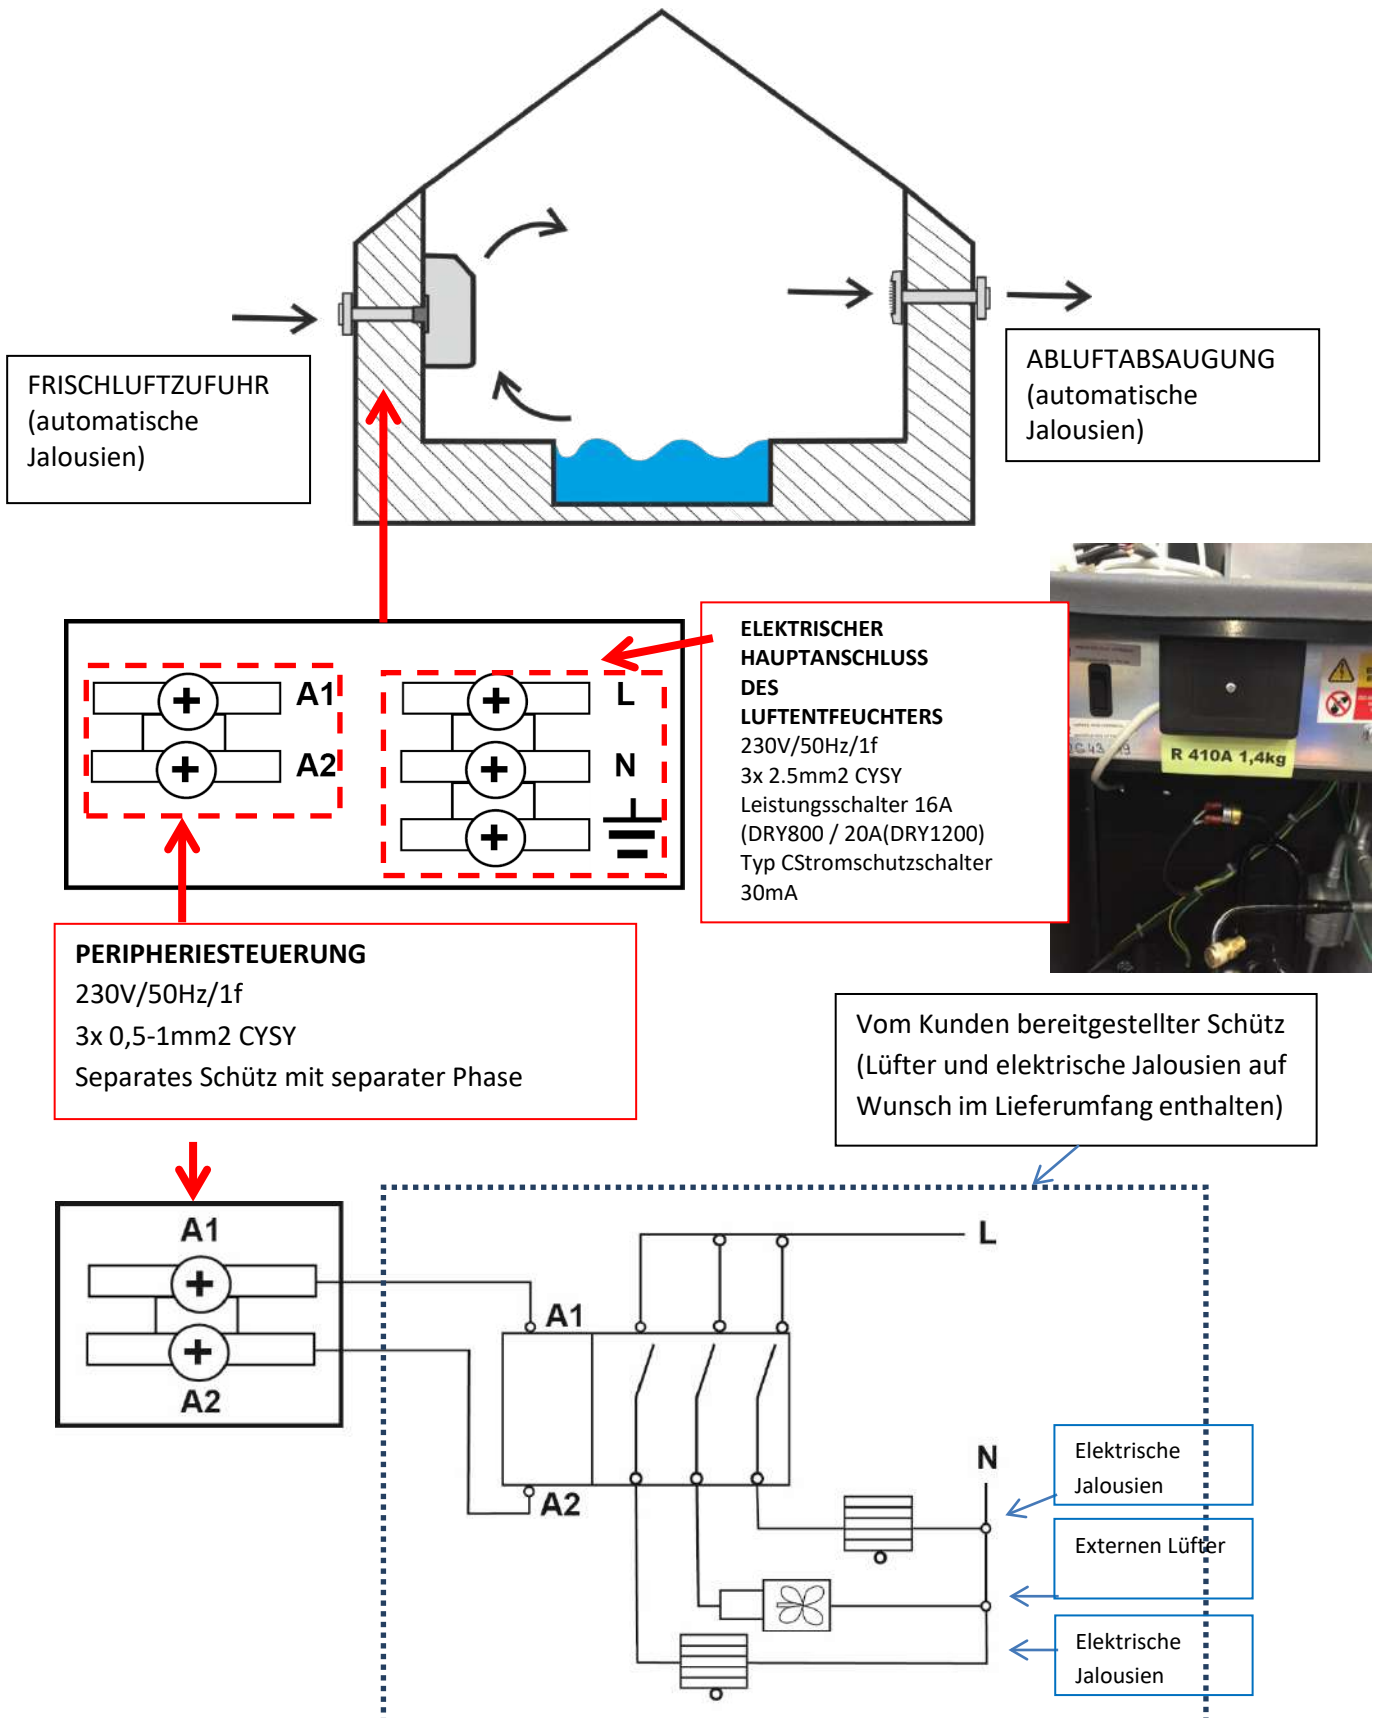 FRISCHLUFTZUFUHR
(automatische
Jalousien)
ABLUFTABSAUGUNG
(automatische
Jalousien)
A1
A2
L
N
ELEKTRISCHER
HAUPTANSCHLUSS
DES
LUFTENTFEUCHTERS
230V/50Hz/1f
3x 2.5mm2 CYSY
Leistungsschalter 16A
(DRY800 / 20A(DRY1200)
Typ CStromschutzschalter
30mA
R 410A 1,4kg
PERIPHERIESTEUERUNG
230V/50Hz/1f
3x 0,5-1mm2 CYSY
Separates Schütz mit separater Phase
Vom Kunden bereitgestellter Schütz
(Lüfter und elektrische Jalousien auf
Wunsch im Lieferumfang enthalten)
A1
A2
L
A1
A2
N
Elektrische
Jalousien
Externen Lüfter
Elektrische
Jalousien